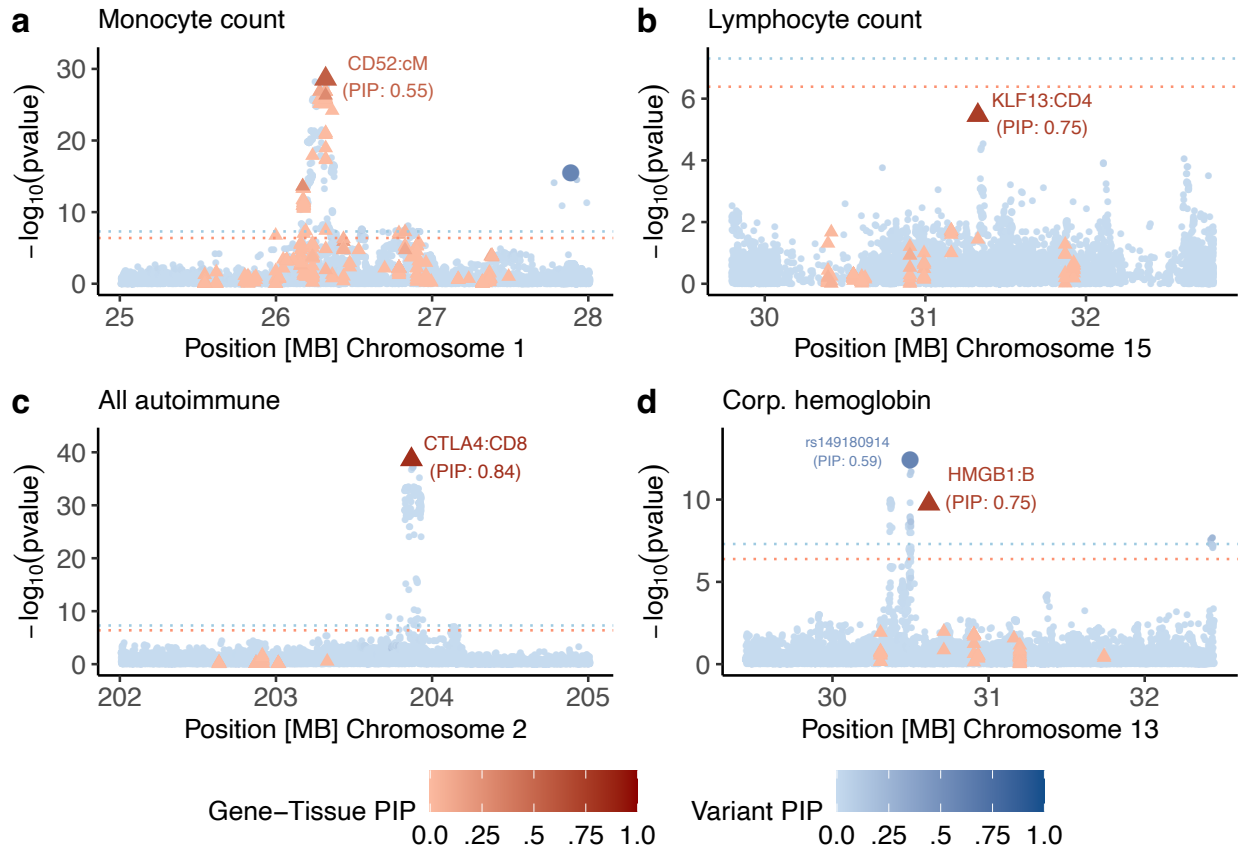 a Monocyte count
−log10(pvalue)
30
20
10
0
CD52:cM
(PIP: 0.55)
25 26 27 28
Position [MB] Chromosome 1
b Lymphocyte count
−log10(pvalue)
6
4
2
0
KLF13:CD4
(PIP: 0.75)
30 31 32
Position [MB] Chromosome 15
c All autoimmune
−log10(pvalue)
40
30
20
10
0
CTLA4:CD8
(PIP: 0.84)
202 203 204 205
Position [MB] Chromosome 2
d Corp. hemoglobin
−log10(pvalue)
10
5
0
rs149180914
(PIP: 0.59)
HMGB1:B
(PIP: 0.75)
30 31 32
Position [MB] Chromosome 13
Gene−Tissue PIP
0.0 .25 .5 .75 1.0
Variant PIP
0.0 .25 .5 .75 1.0